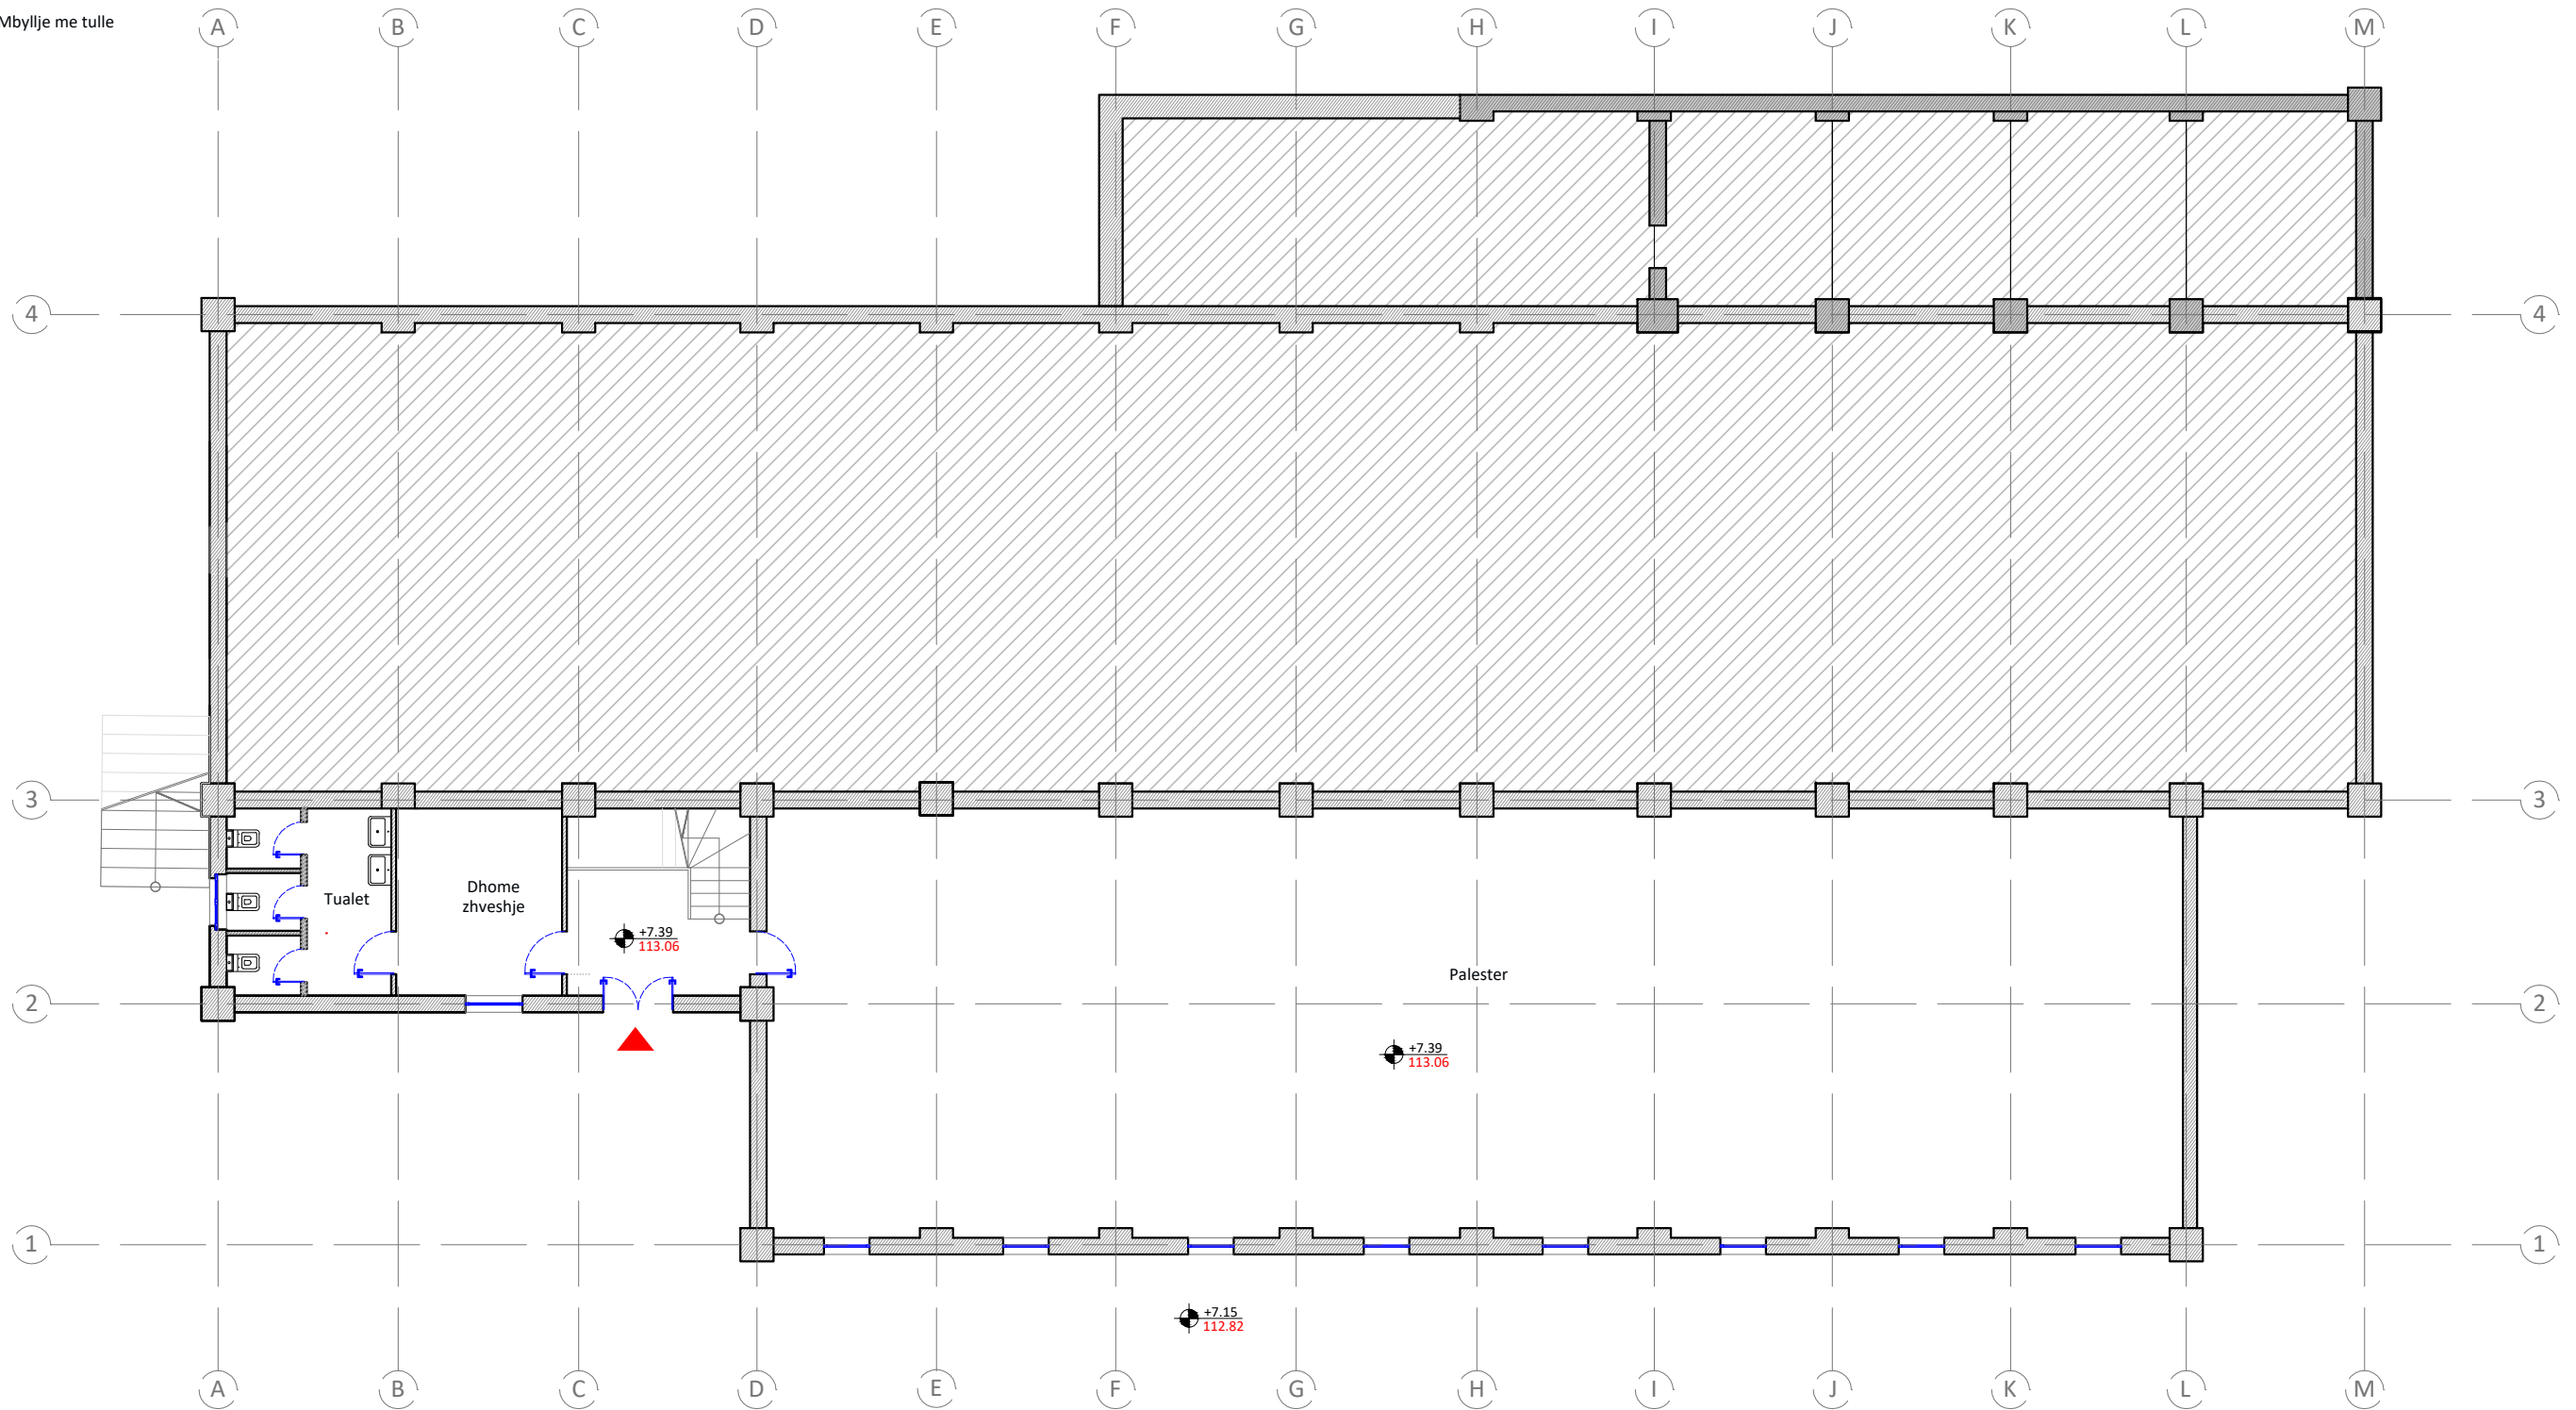 Mbyllje me tulle
A B C D E F G H I J K L M
4 4
3 3
Tualet
Dhome
zhveshje
+7.39
113.06
Palester
2 2
+7.39
113.06
1 1
+7.15
112.82
A B C D E F G H I J K L M